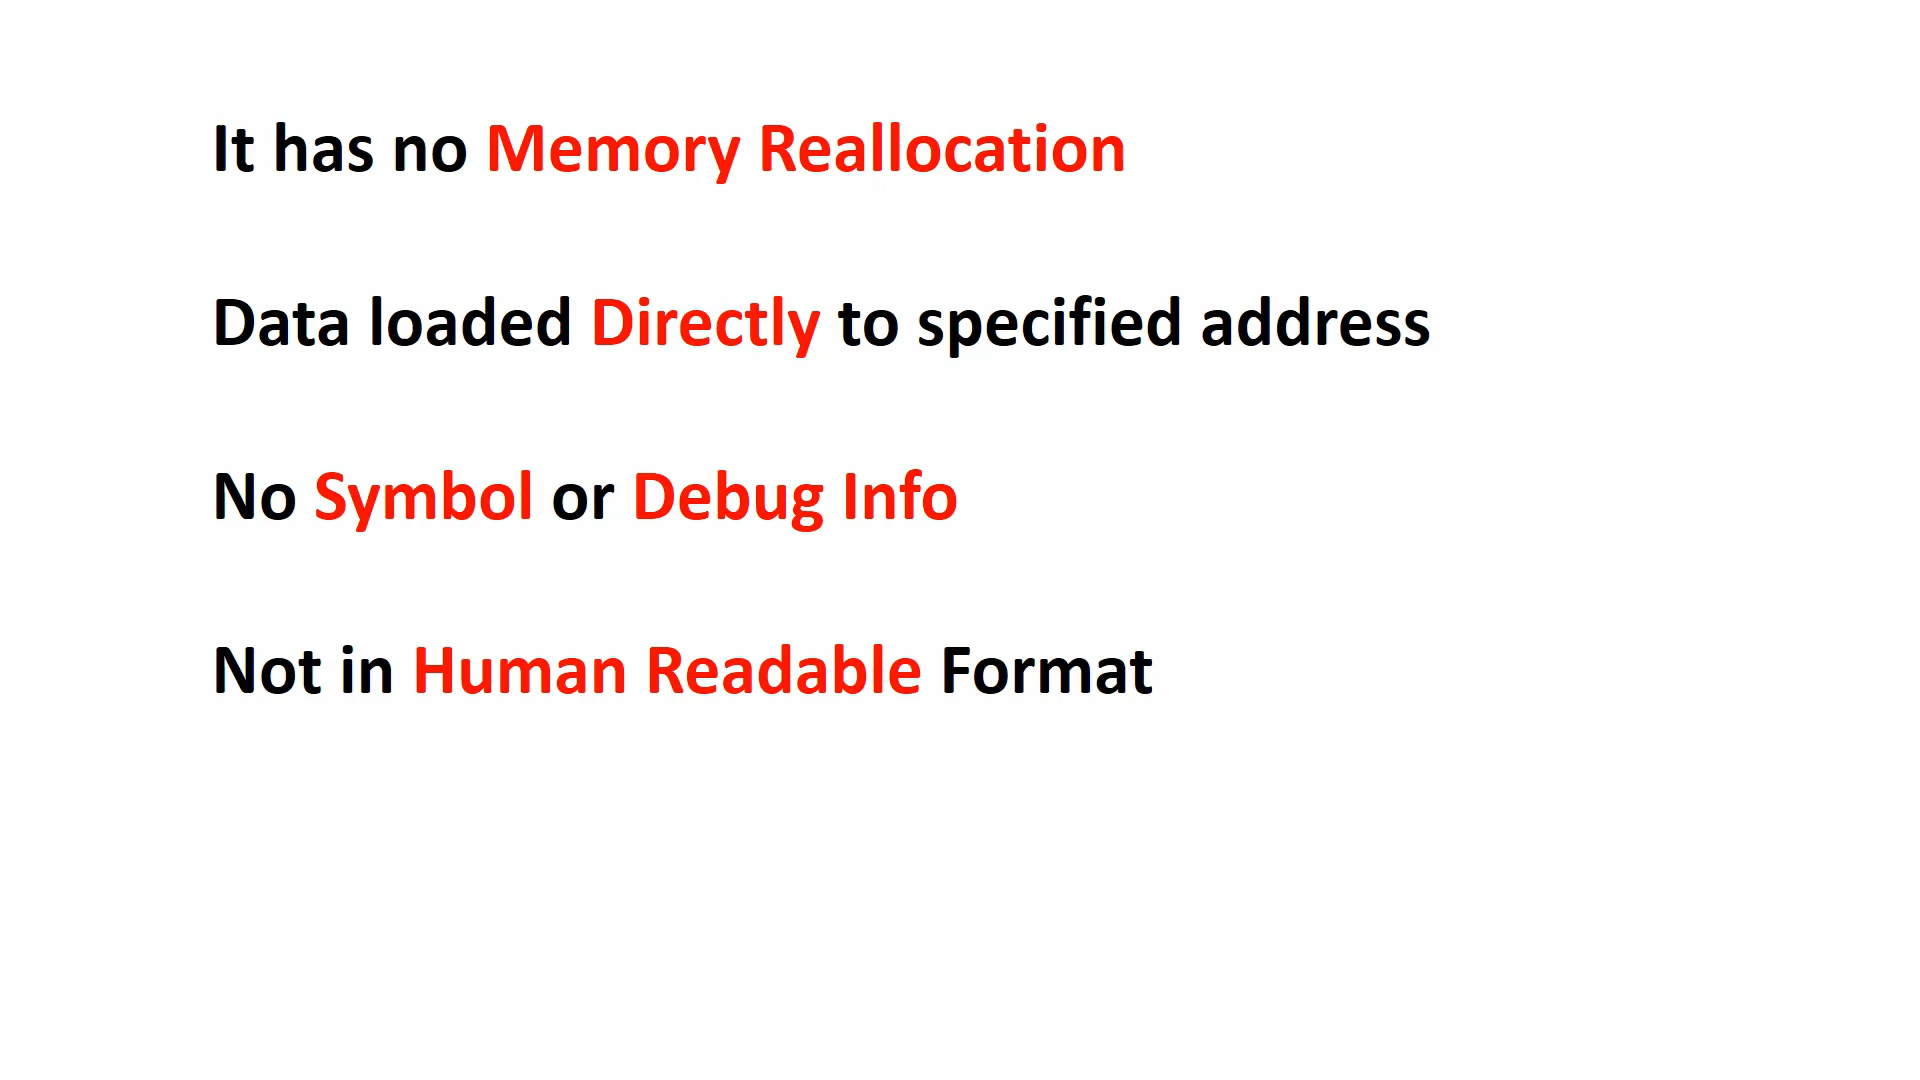 It has no Memory Reallocation
Data loaded Directly to specified address
No Symbol or Debug Info
Not in Human Readable Format